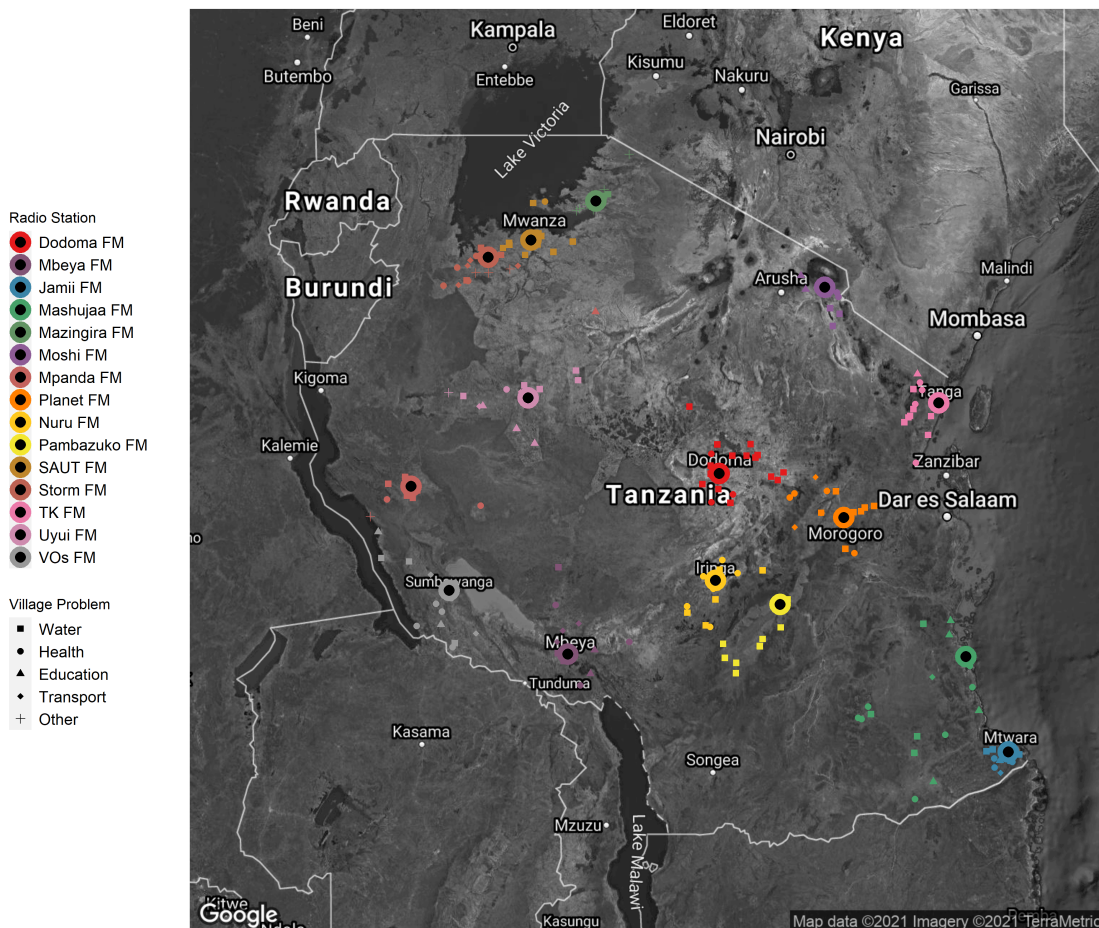 Radio Station
Dodoma FM
Mbeya FM
Jamii FM
Mashujaa FM
Mazingira FM
Moshi FM
Mpanda FM
Planet FM
Nuru FM
Pambazuko FM
SAUT FM
Storm FM
TK FM
Uyui FM
VOs FM
Village Problem
Water
Health
Education
Transport
Other
Beni
Butembo
Kampala
Entebbe
Eldoret
Kisumu
Nakuru
Kenya
Garissa
Nairobi
Lake Victoria
Rwanda
Mwanza
Burundi
Arusha
Malindi
Mombasa
Kigoma
Tanga
Kalemie
Dodoma
Zanzibar
Tanzania
Dar es Salaam
Morogoro
no
Iringa
Sumbawanga
Mbeya
Tunduma
Kasama
Songea
Mtwara
Mzuzu
Lake Malawi
Kitwe
Google
Ndola
Kasungu
Pemba
Map data ©2021 Imagery ©2021 TerraMetric